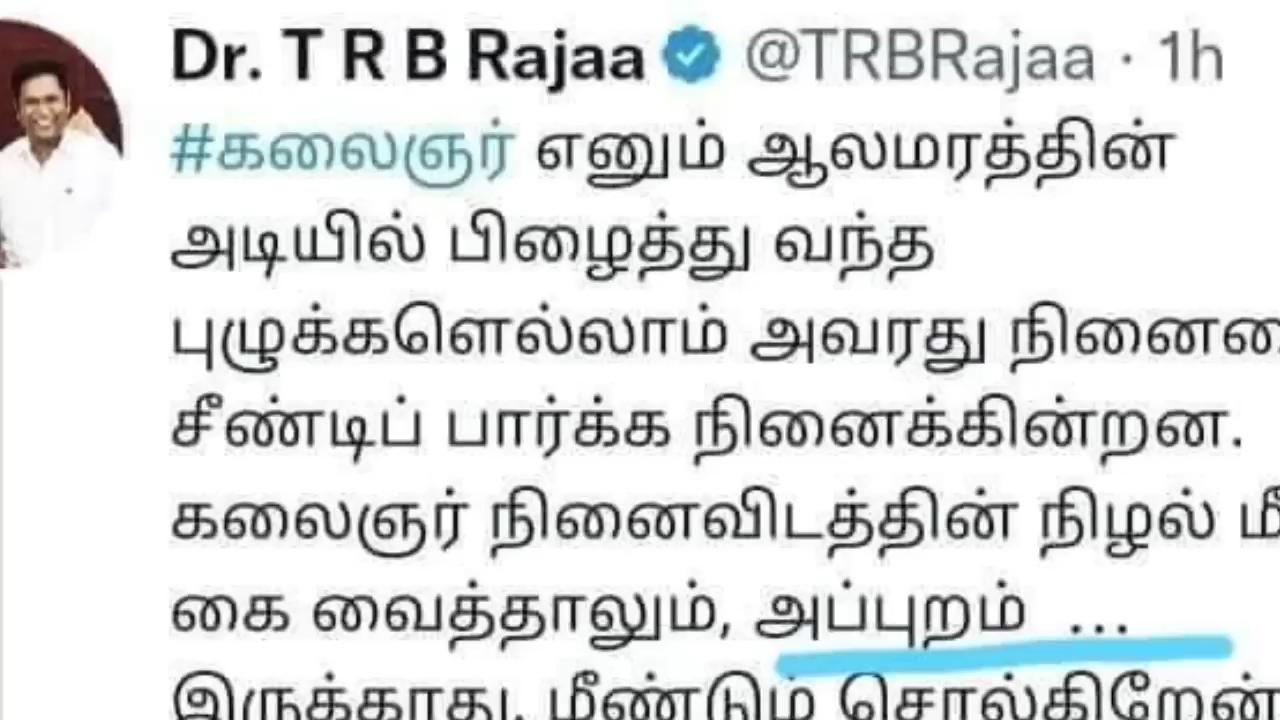 Dr. T R B Rajaa @TRBRajaa · 1h
#கலைஞர் எனும் ஆலமரத்தின்
அடியில் பிழைத்து வந்த
புழுக்களெல்லாம் அவரது
சீண்டிப் பார்க்க நினைக்கின்றன.
கலைஞர் நினைவிடத்தின் நிழல்
கை வைத்தாலும், அப்புறம் ...
இருக்காது. மீண்டும் சொல்கிறேன்